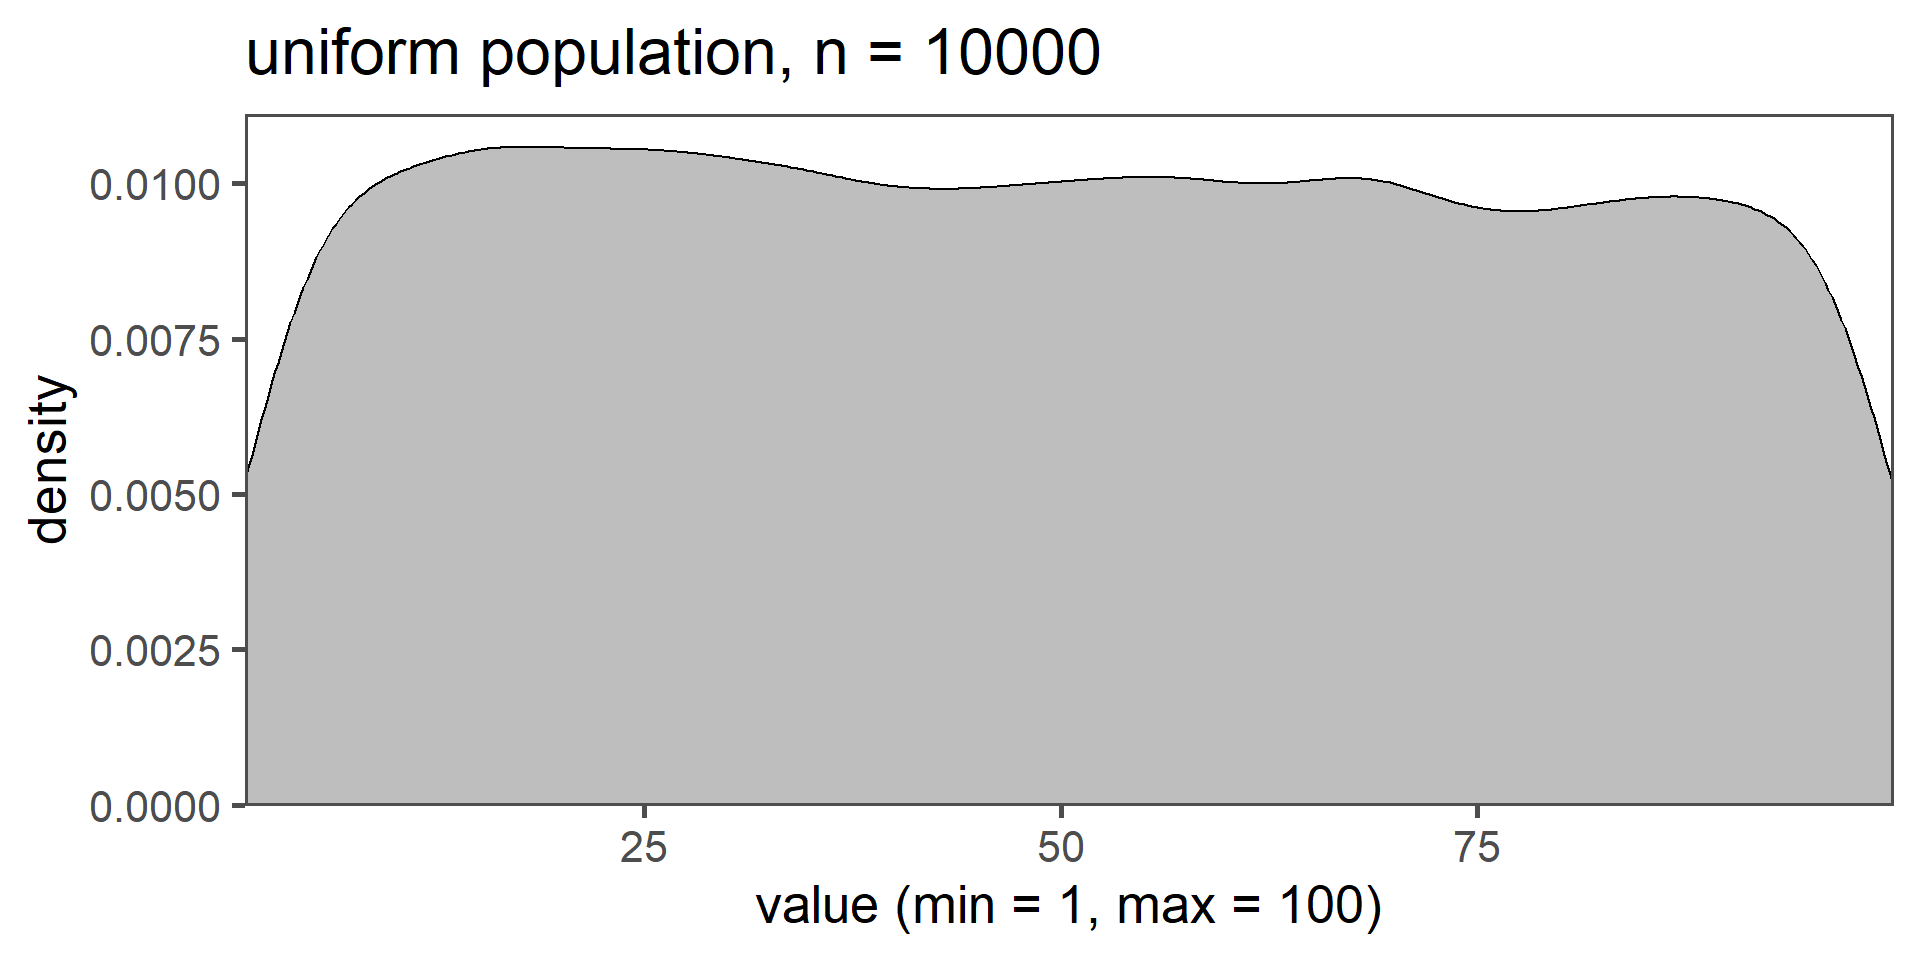 uniform population, n = 10000
density
0.0100
0.0075
0.0050
0.0025
0.0000
25
50
75
value (min = 1, max = 100)